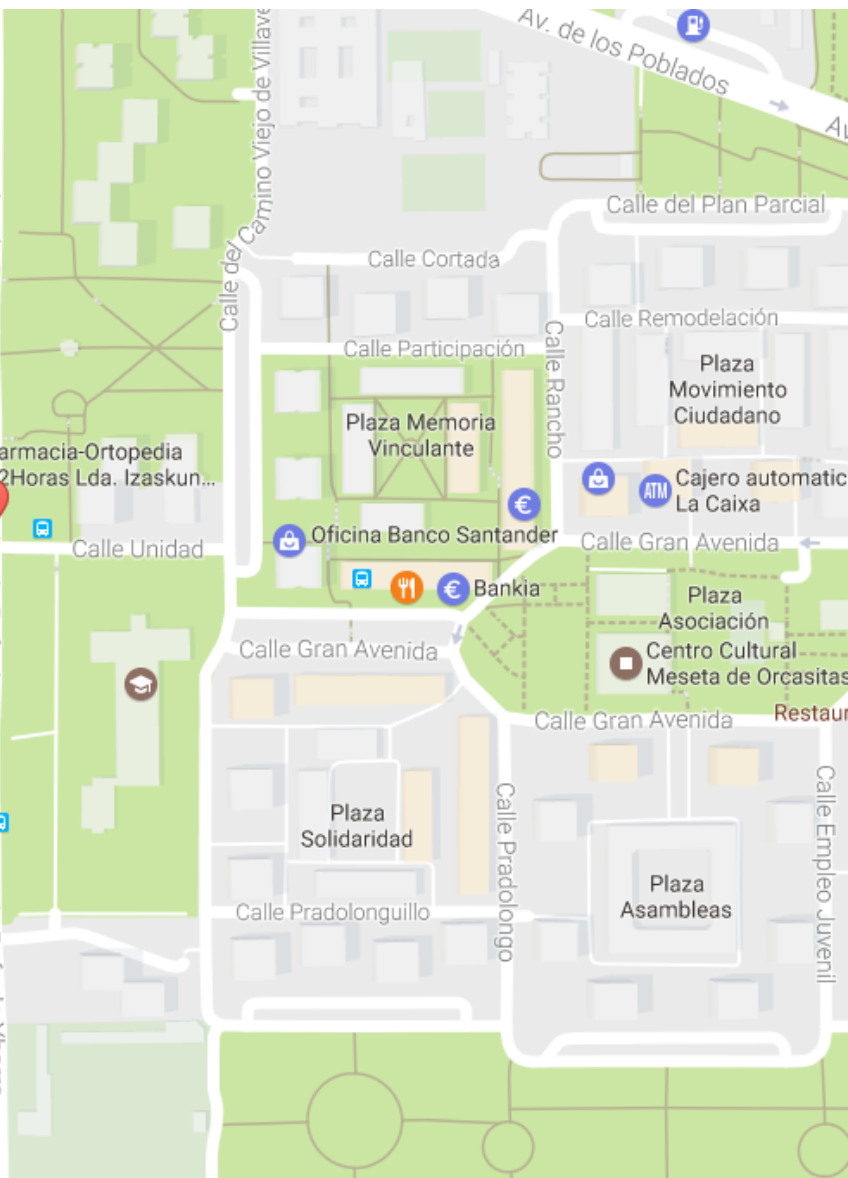 Av. de los Poblados
Av
Calle del Camino Viejo de Villave
Calle del Plan Parcial
Calle Cortada
Calle Remodelación
Calle Participación
Calle Rancho
Plaza
Movimiento
Ciudadano
Plaza Memoria
Vinculante
armacia-Ortopedia
2Horas Lda. Izaskun...
ATM
Cajero automatic
La Caixa
€
Oficina Banco Santander
Calle Unidad
Calle Gran Avenida
€
Bankia
Plaza
Asociación
Calle Gran Avenida
Centro Cultural
Meseta de Orcasitas
Calle Gran Avenida
Restaur
Plaza
Solidaridad
Calle Pradolongo
Calle Empleo Juvenil
Plaza
Asambleas
Calle Pradolonguillo